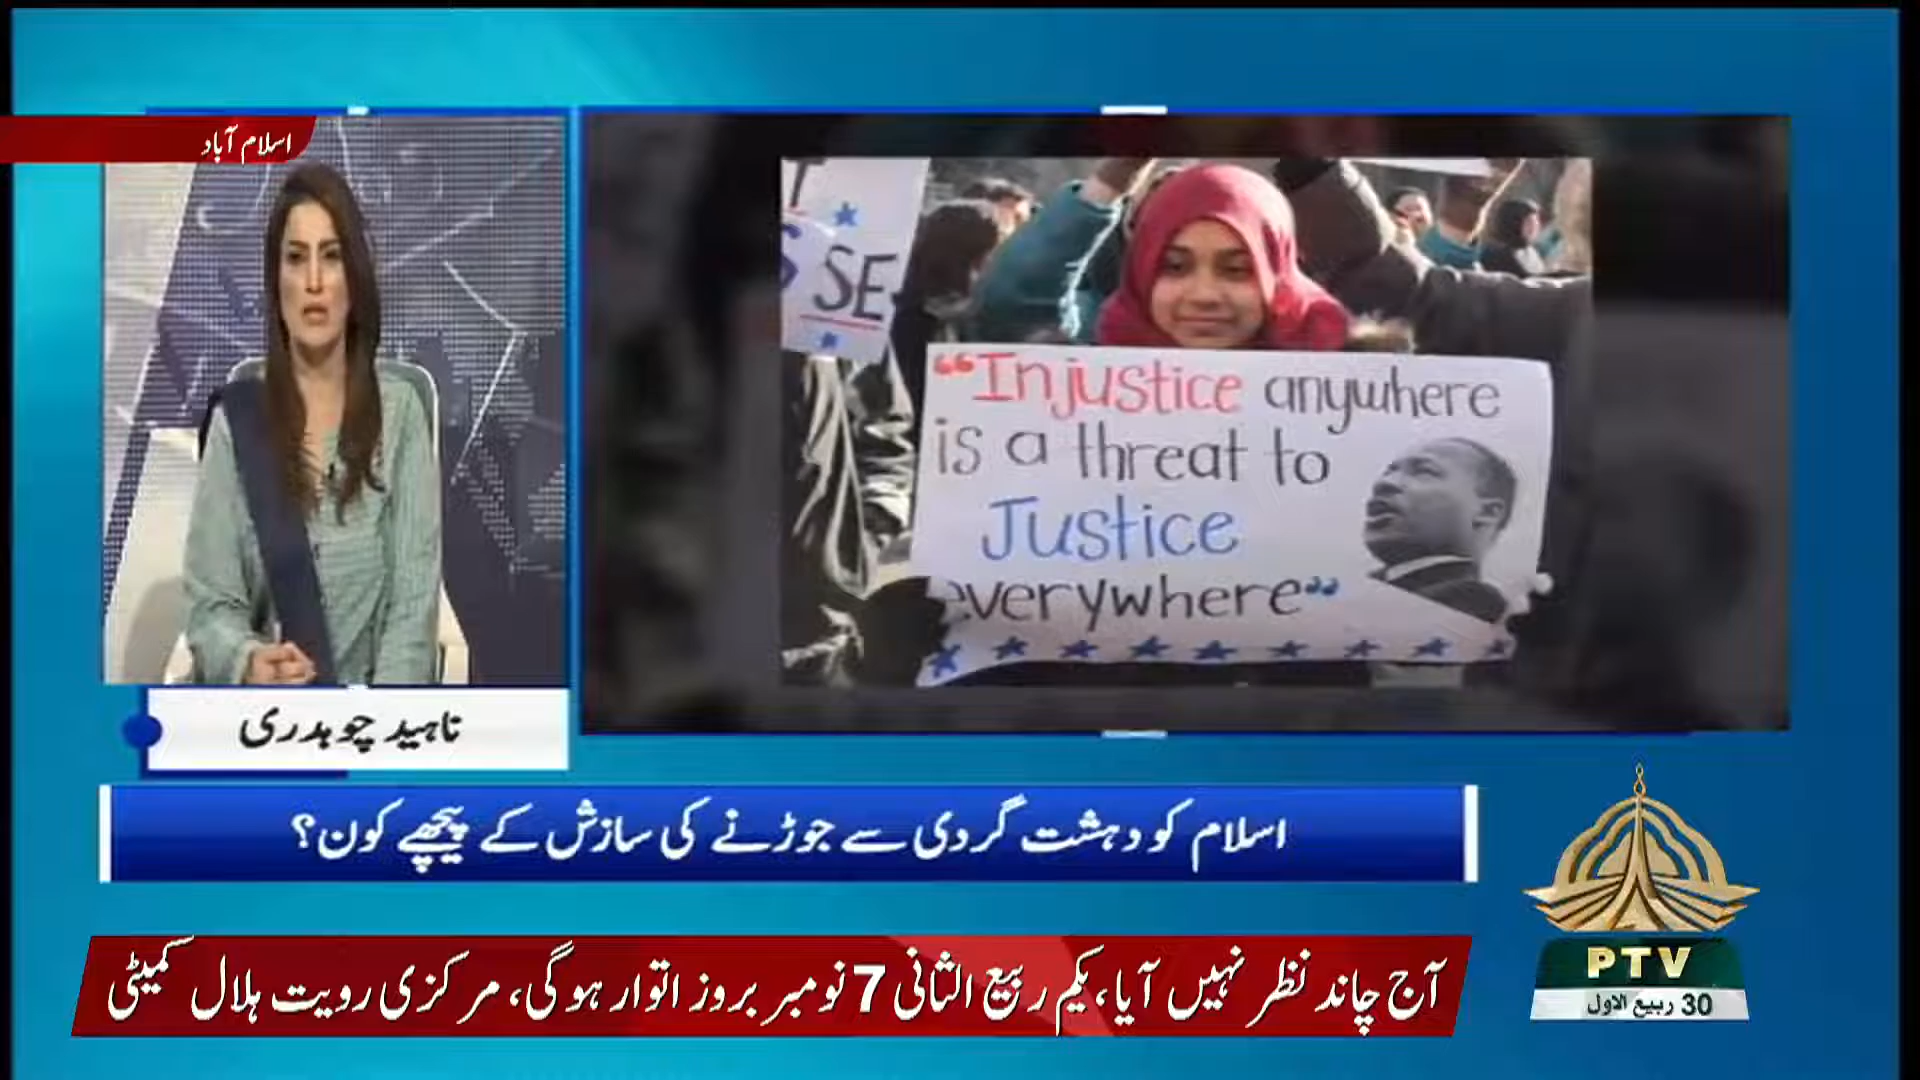 اسلام آباد
T
S SE
“Injustice anywhere
is a threat to
Justice
everywhere”
ناہید چوہدری
اسلام کو دہشت گردی سے جوڑنے کی سازش کے پیچھے کون؟
آج چاند نظر نہیں آیا، یکم ربیع الثانی 7 نومبر بروز اتوار ہوگی، مرکزی رویت ہلال کمیٹی
PTV
30 ربیع الاول